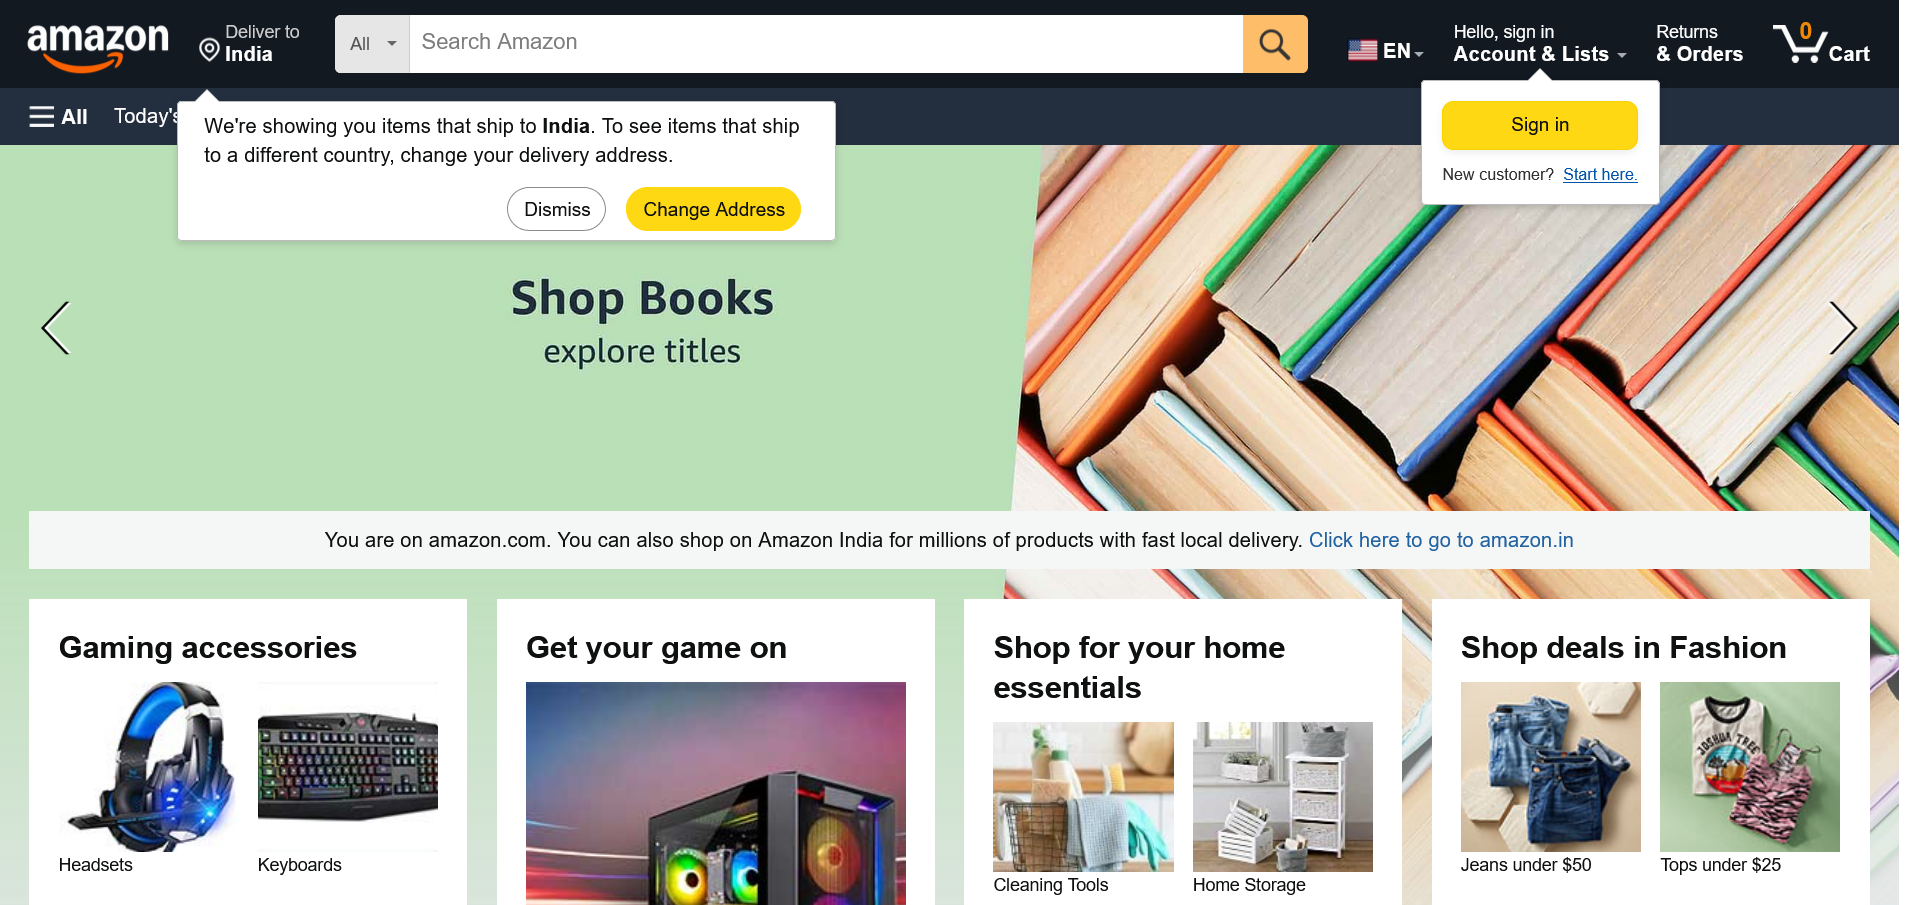 amazon
Deliver to
India
All
Search Amazon
EN
Hello, sign in
Account & Lists
Returns
& Orders
0
Cart
All
Today's
We're showing you items that ship to India. To see items that ship
to a different country, change your delivery address.
Dismiss
Change Address
Sign in
New customer? Start here.
Shop Books
explore titles
You are on amazon.com. You can also shop on Amazon India for millions of products with fast local delivery. Click here to go to amazon.in
Gaming accessories
Headsets
Keyboards
Get your game on
Shop for your home
essentials
Cleaning Tools
Home Storage
Shop deals in Fashion
JOSHUA TREE
Jeans under $50
Tops under $25